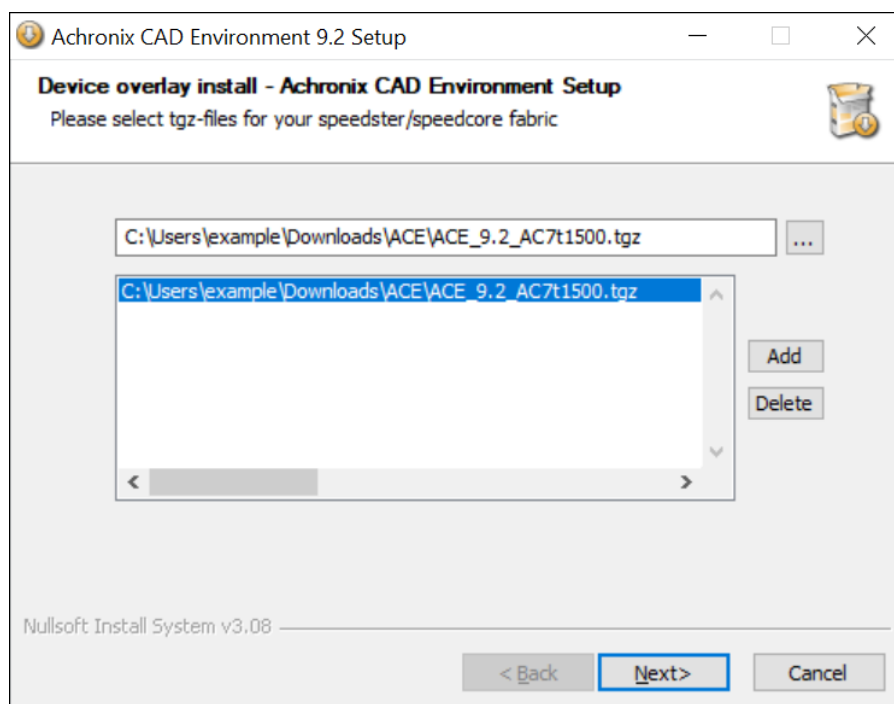 Achronix CAD Environment 9.2 Setup
Device overlay install - Achronix CAD Environment Setup
Please select tgz-files for your speedster/speedcore fabric
C:\Users\example\Downloads\ACE\ACE_9.2_AC7t1500.tgz
...
C:\Users\example\Downloads\ACE\ACE_9.2_AC7t1500.tgz
Add
Delete
Nullsoft Install System v3.08
< Back Next> Cancel